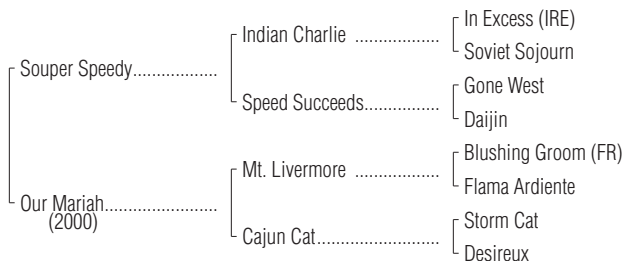 In Excess (IRE)
Indian Charlie ..................
Soviet Sojourn
Souper Speedy..................
Gone West
Speed Succeeds................
Daijin
Blushing Groom (FR)
Mt. Livermore ..................
Flama Ardiente
Our Mariah........................
(2000)
Storm Cat
Cajun Cat..........................
Desireux